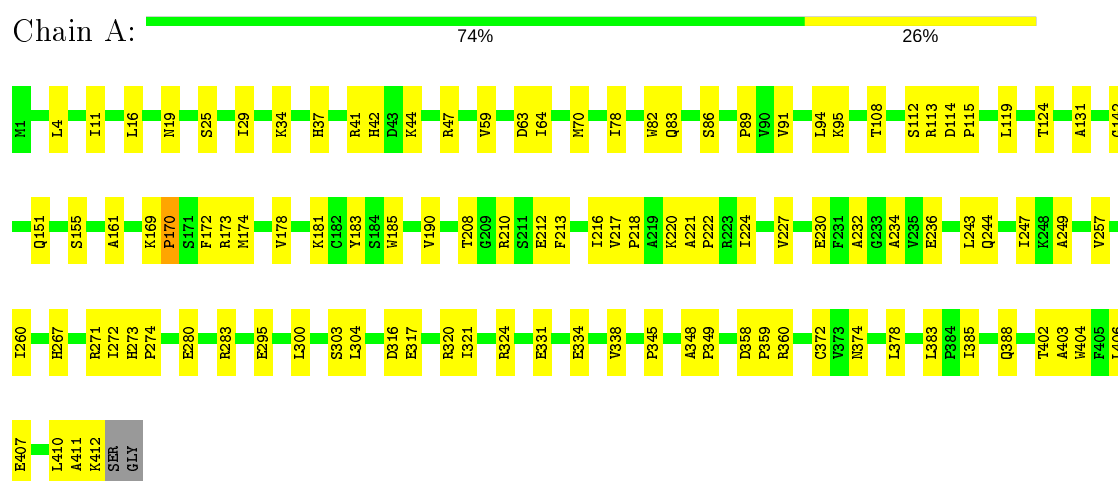 Chain A:
74% 26%
M1 L4 I11 L16 N19 S25 I29 K34 H37 R41 H42 D43 K44 R47 V59 D63 I64 M70 I78 W82 Q83 S86 P89 V90 V91 L94 K95 T108 S112 R113 D114 P115 L119 T124 A131
Q151 S155 A161 K169 P170 S171 F172 R173 M174 V178 K181 C182 Y183 S184 W185 V190 T208 G209 R210 S211 E212 F213 I216 V217 P218 A219 K220 A221 P222 R223 I224 V227 E230 F231 A232 G233 A234 V235 E236 L243 Q244 I247 K248 A249 V257
I260 H267 R271 I272 H273 P274 E280 R283 E295 L300 S303 L304 D316 E317 R320 I321 R324 E331 E334 V338 P345 A348 P349 D358 P359 R360 C372 V373 N374 L378 L383 P384 I385 Q388 T402 A403 W404 F405 L406
E407 L410 A411 K412 SER GLY